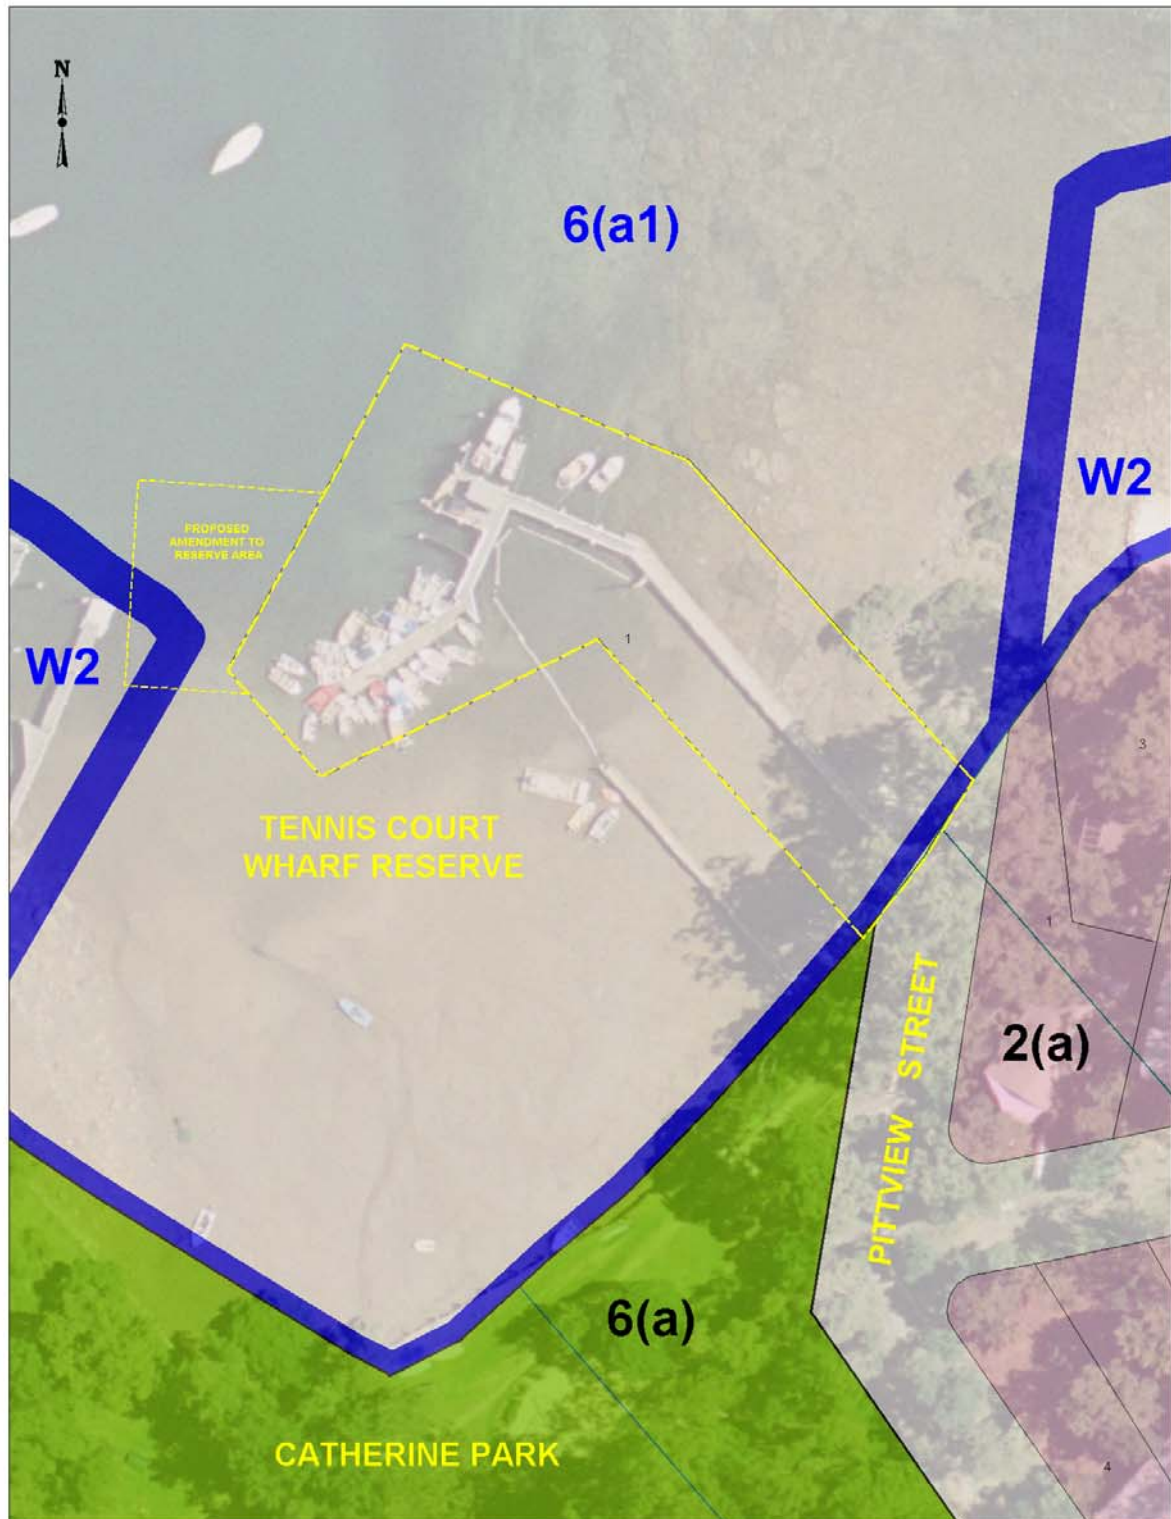 N
6(a1)
W2
PROPOSED
AMENDMENT TO
RESERVE AREA
1
W2
3
TENNIS COURT
WHARF RESERVE
1
PITTVIEW STREET
2(a)
6(a)
CATHERINE PARK
4